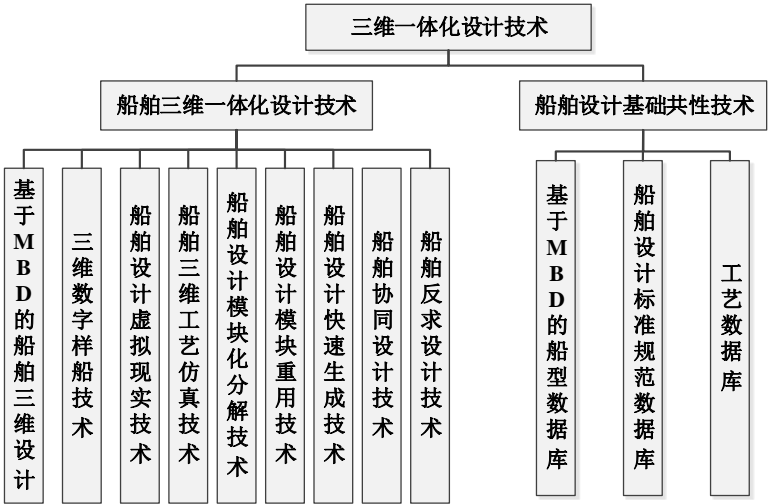 三维一体化设计技术
船舶三维一体化设计技术
船舶设计基础共性技术
基于MBD的船舶三维设计
三维数字样船技术
船舶设计虚拟现实技术
船舶三维工艺仿真技术
船舶设计模块化分解技术
船舶设计模块重用技术
船舶设计快速生成技术
船舶协同设计技术
船舶反求设计技术
基于MBD的船型数据库
船舶设计标准规范数据库
工艺数据库